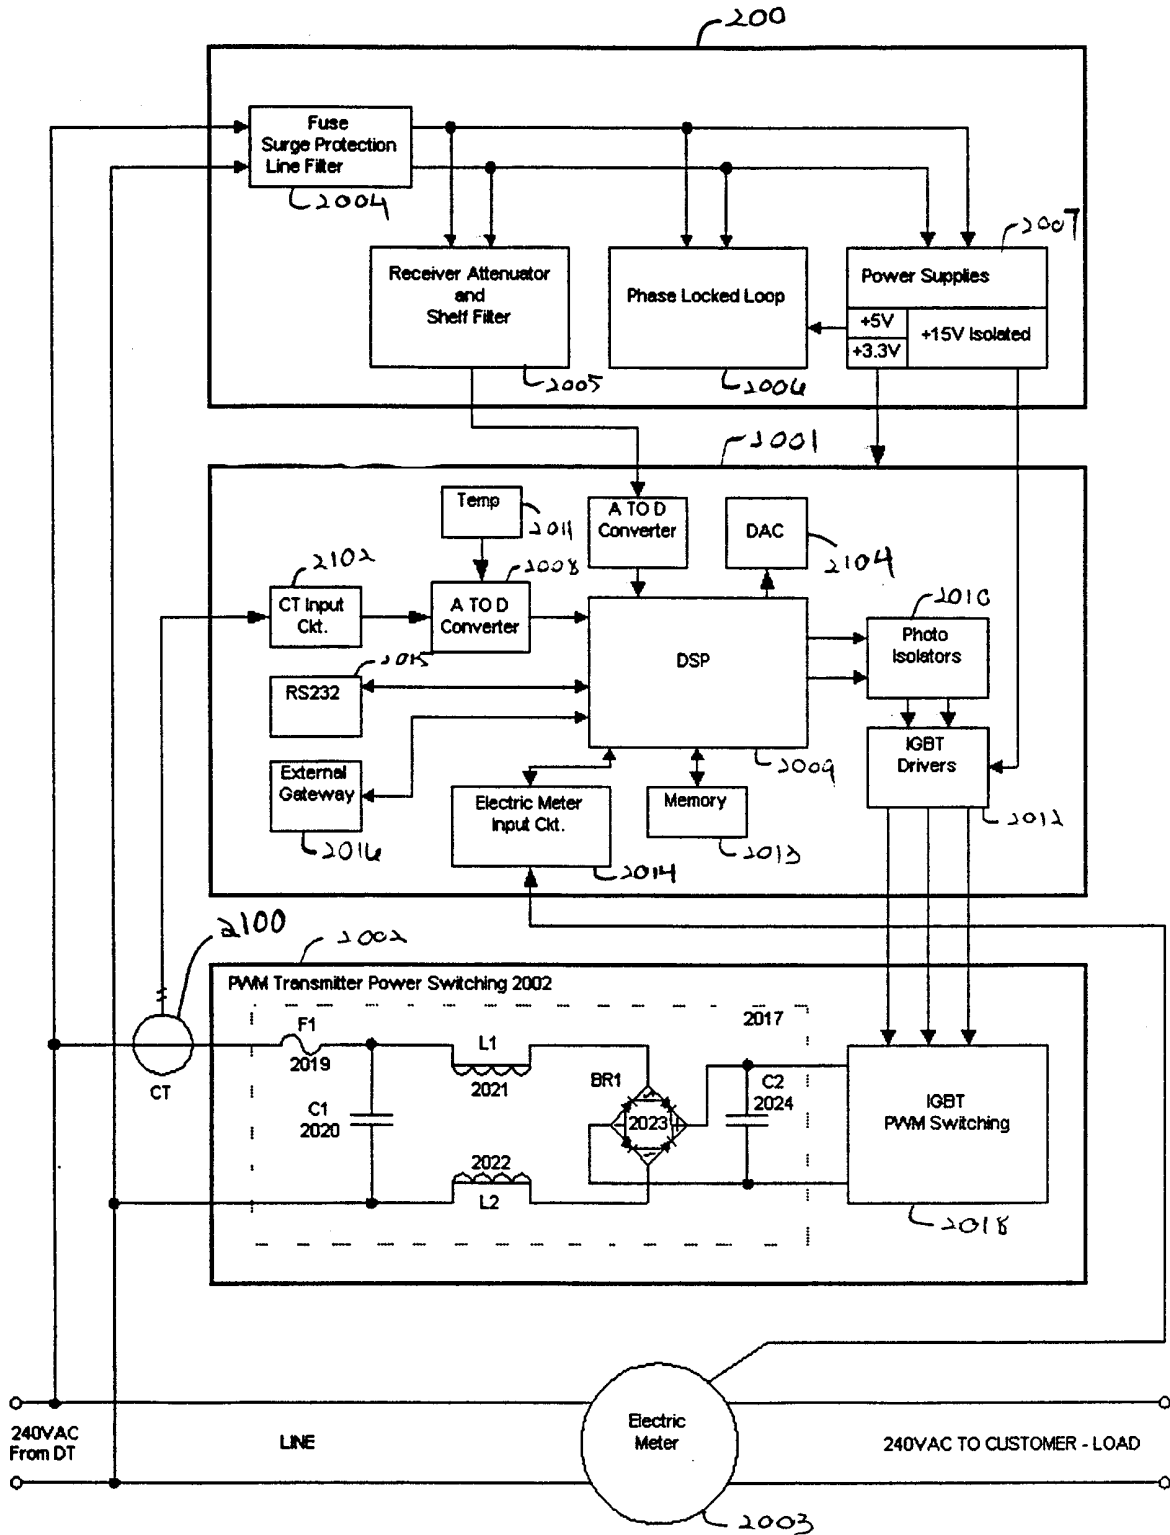 200
Fuse
Surge Protection
Line Filter
2004
2007
Receiver Attenuator
and
Shelf Filter
Phase Locked Loop
Power Supplies
+5V
+3.3V
+15V Isolated
2005
2006
2001
Temp
2011
A TO D
Converter
DAC
2104
2102
2008
CT Input
Ckt.
A TO D
Converter
2010
Photo
Isolators
DSP
2015
RS232
IGBT
Drivers
External
Gateway
2009
Electric Meter
Input Ckt.
Memory
2012
2016
2013
2014
2100
2002
PWM Transmitter Power Switching 2002
2017
F1
2019
L1
2021
CT
C1
2020
BR1
2023
C2
2024
IGBT
PWM Switching
2022
L2
2018
240VAC
From DT
LINE
Electric
Meter
240VAC TO CUSTOMER - LOAD
2003